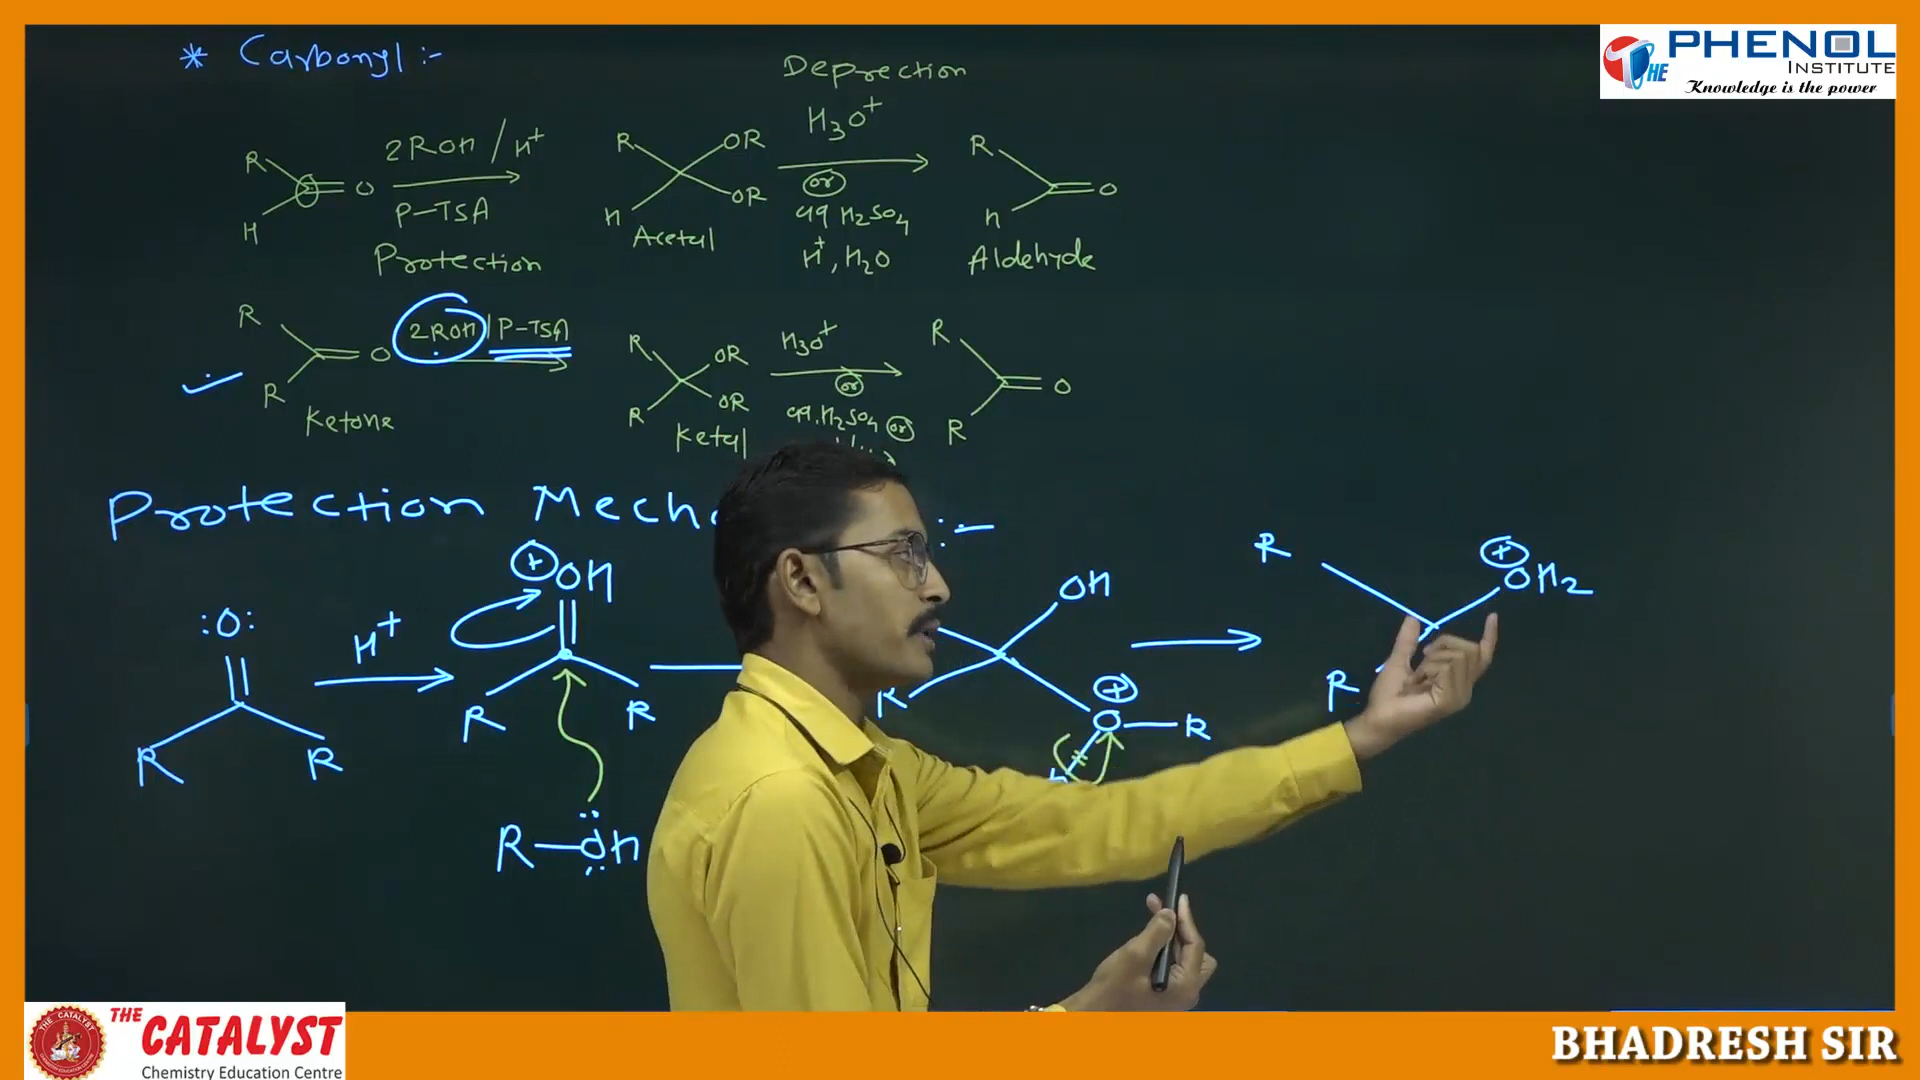 * Carbonyl :-
PHENOL
THE
INSTITUTE
Knowledge is the power
Deprection
2ROH / H+
H3O+
R
H
O
P-TSA
Protection
R
OR
OR
H
Acetal
or
aq H2SO4
H+, H2O
R
H
O
Aldehyde
R
R
O
Ketone
2ROH / P-TSA
R
OR
R
OR
Ketal
H3O+
or
aq. H2SO4 or
R
O
R
Protection Mech :-
:O:
R
R
H+
+
OH
R
R
R-OH
OH
R
+
O-R
R
+
OH2
R
THE
CATALYST
Chemistry Education Centre
BHADRESH SIR